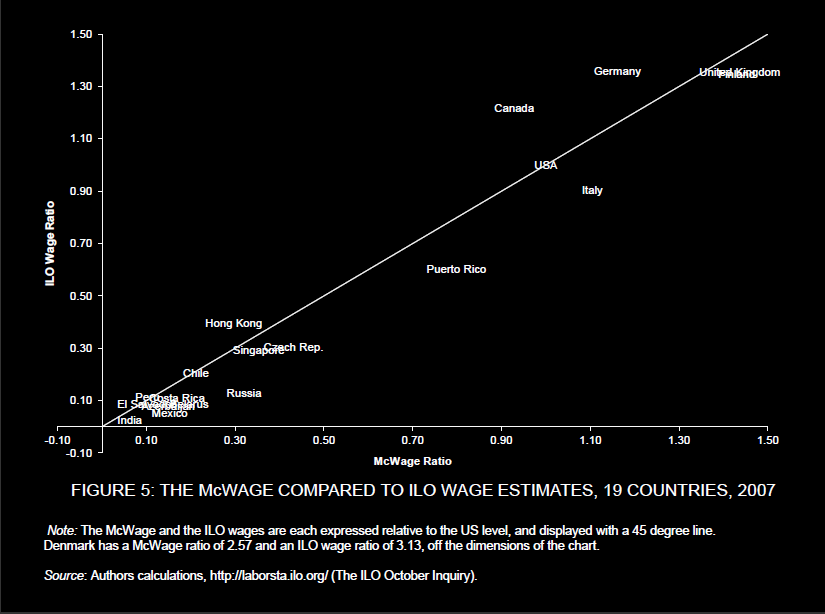 1.50
Germany
United Kingdom
Finland
1.30
Canada
1.10
USA
0.90
Italy
ILO Wage Ratio
0.70
Puerto Rico
0.50
Hong Kong
0.30
Singapore
Czech Rep.
Chile
Russia
0.10
Costa Rica
El
Belarus
Mexico
India
-0.10 0.10 0.30 0.50 0.70 0.90 1.10 1.30 1.50
-0.10
McWage Ratio
FIGURE 5: THE McWAGE COMPARED TO ILO WAGE ESTIMATES, 19 COUNTRIES, 2007
Note: The McWage and the ILO wages are each expressed relative to the US level, and displayed with a 45 degree line.
Denmark has a McWage ratio of 2.57 and an ILO wage ratio of 3.13, off the dimensions of the chart.
Source: Authors calculations, http://laborsta.ilo.org/ (The ILO October Inquiry).